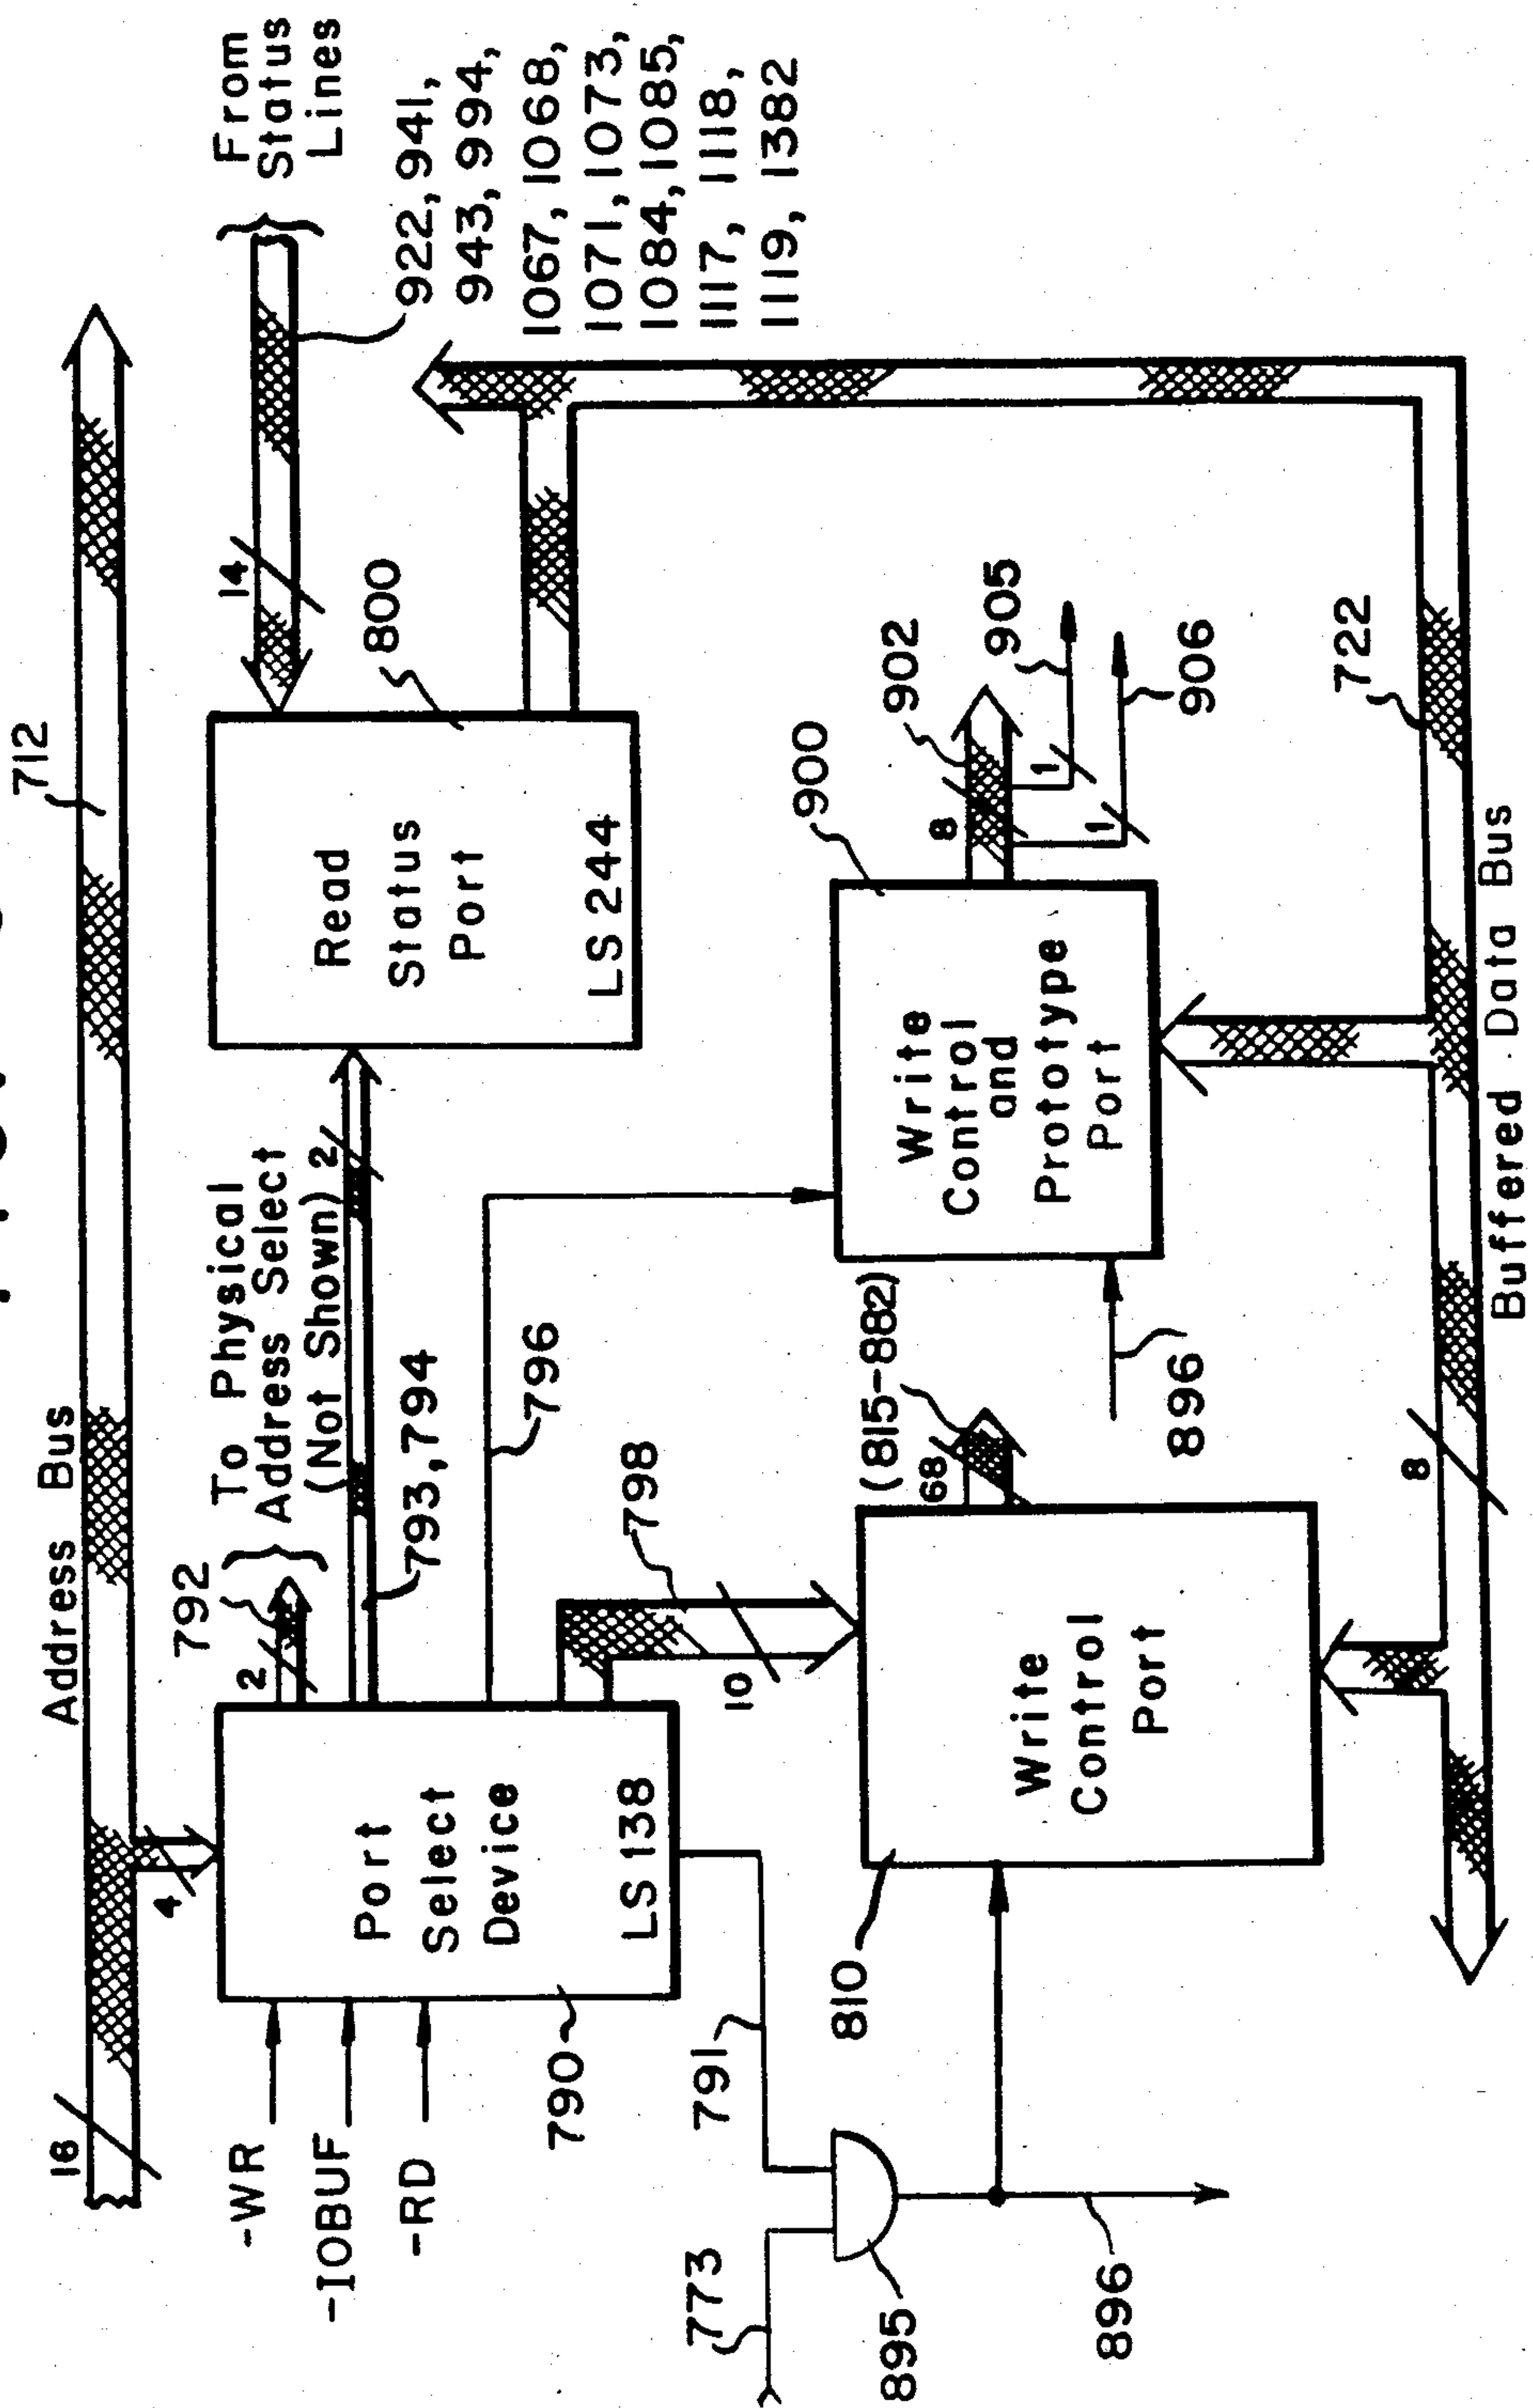 712
Address Bus
16
4
792
2
To Physical
Address Select
(Not Shown)
2
793, 794
-WR
-IOBUF
-RD
Port
Select
Device
LS 138
790
Read
Status
Port
LS 244
800
14
From
Status
Lines
922, 941,
943, 994,
1067, 1068,
1071, 1073,
1084, 1085,
1117, 1118,
1119, 1382
796
798
10
791
773
895
896
810
Write
Control
Port
68
(815-882)
896
Write
Control
and
Prototype
Port
900
8
902
1
905
1
906
722
8
Buffered Data Bus